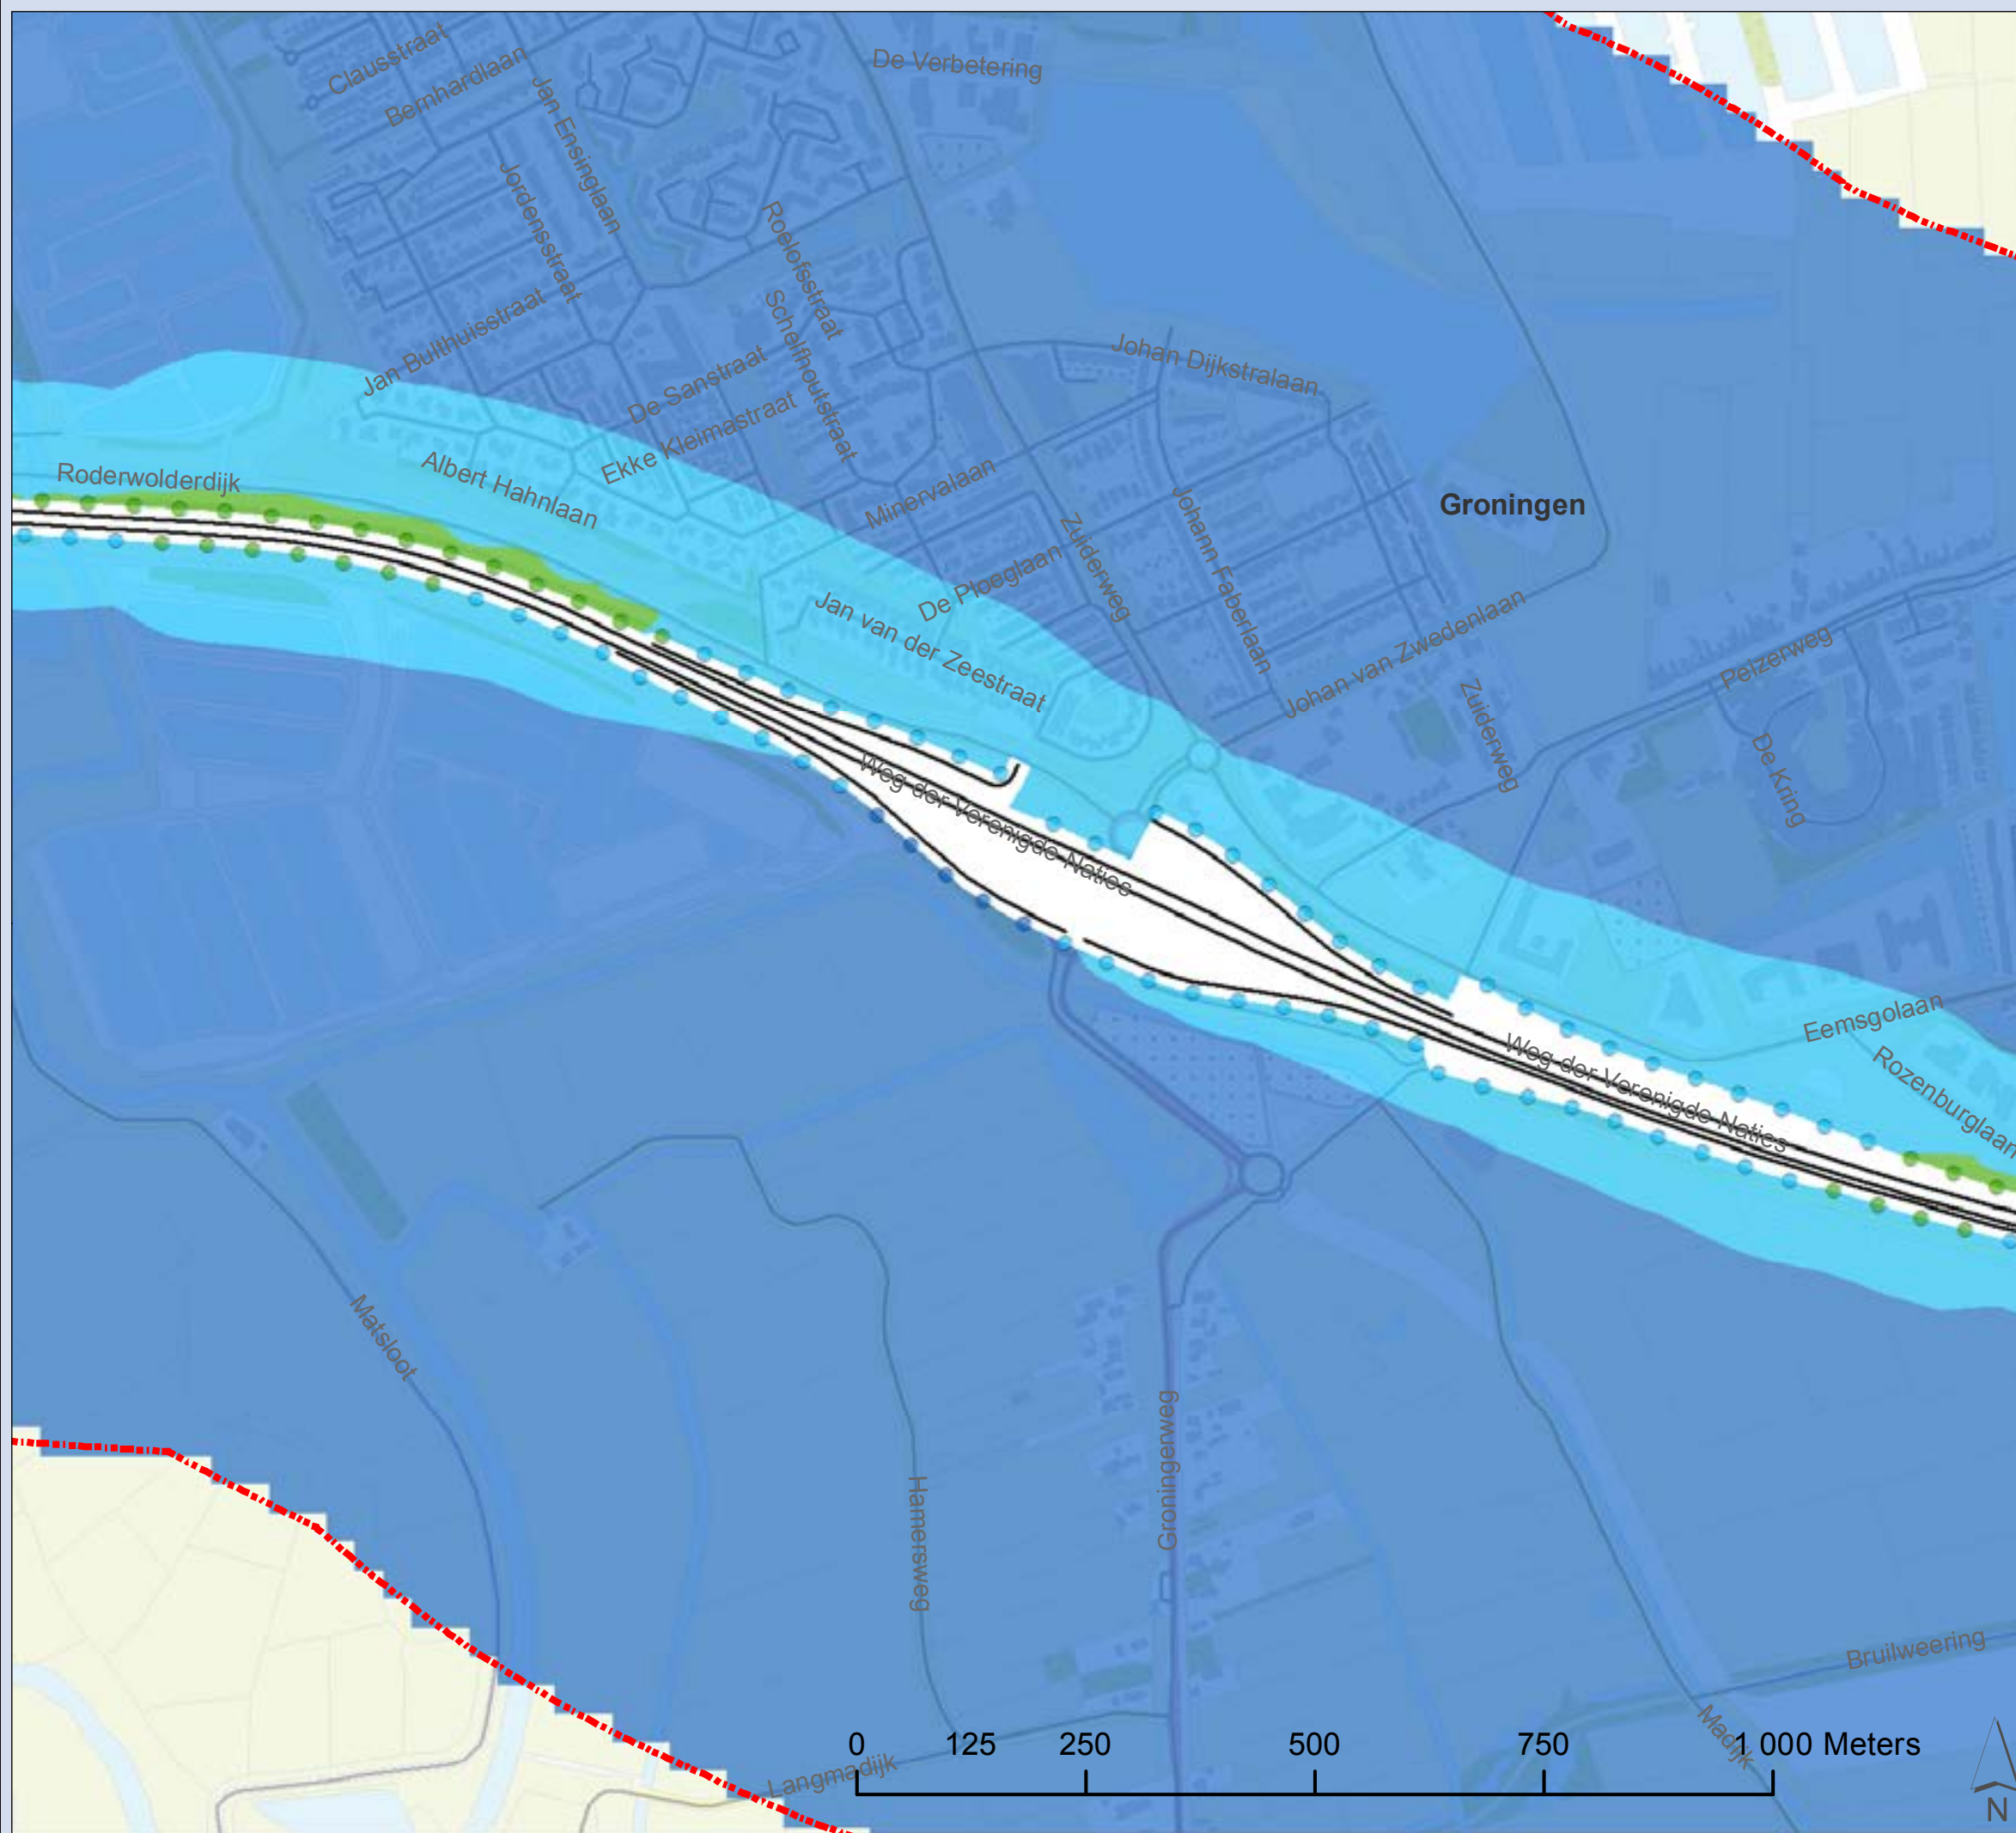 Clausstraat
Bernhardlaan
Jan Ensinglaan
De Verbetering
Jordensstraat
Roelofsstraat
Schelfhoutstraat
Jan Bulthuisstraat
De Sanstraat
Ekke Kleimastraat
Johan Dijkstralaan
Roderwolderdijk
Albert Hahnlaan
Minervalaan
Zuiderweg
Johann Faberlaan
Groningen
De Ploeglaan
Jan van der Zeestraat
Johan van Zwedenlaan
Zuiderweg
Peizerweg
De Kring
Weg der Verenigde Naties
Weg der Verenigde Naties
Eemsgolaan
Rozenburglaan
Matsloot
Hamersweg
Groningerweg
Bruilweering
Madijk
Langmadijk
0 125 250 500 750 1 000 Meters
N